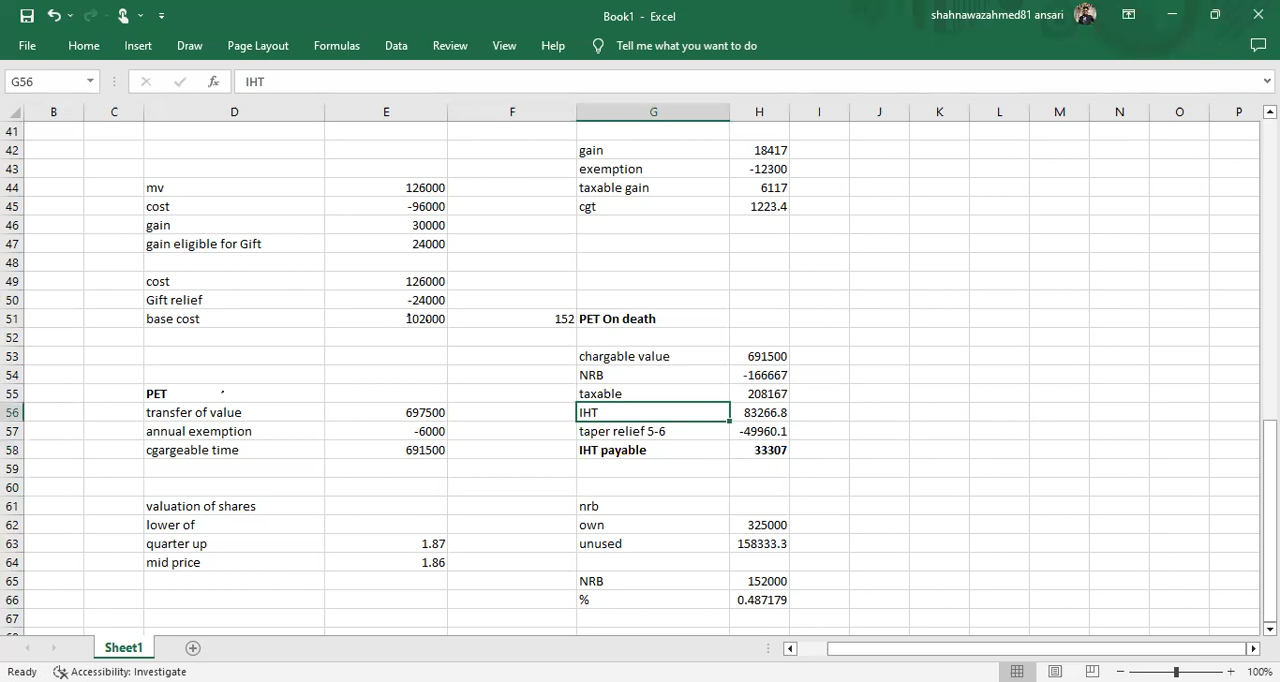 Book1 - Excel
shahnawazahmed81 ansari
File Home Insert Draw Page Layout Formulas Data Review View Help Tell me what you want to do
G56 fx IHT
B C D E F G H I J K L M N O P
41
42 gain 18417
43 exemption -12300
44 mv 126000 taxable gain 6117
45 cost -96000 cgt 1223.4
46 gain 30000
47 gain eligible for Gift 24000
48
49 cost 126000
50 Gift relief -24000
51 base cost 102000 152 PET On death
52
53 chargable value 691500
54 NRB -166667
55 PET taxable 208167
56 transfer of value 697500 IHT 83266.8
57 annual exemption -6000 taper relief 5-6 -49960.1
58 cgargeable time 691500 IHT payable 33307
59
60
61 valuation of shares nrb
62 lower of own 325000
63 quarter up 1.87 unused 158333.3
64 mid price 1.86
65 NRB 152000
66 % 0.487179
67
Sheet1
Ready Accessibility: Investigate 100%